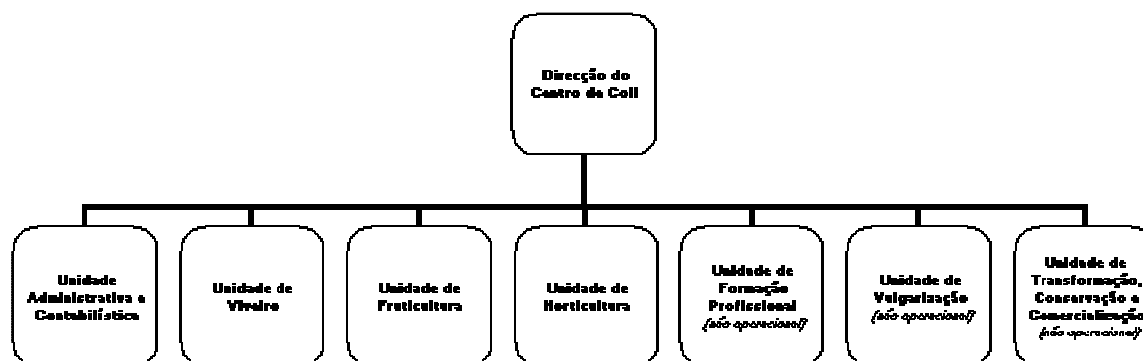 Direcção do
Centro de Coli
Unidade
Administrativa e
Contabilística
Unidade de
Viveiro
Unidade de
Fruticultura
Unidade de
Horticultura
Unidade de
Formação
Profissional
(não operacional)
Unidade de
Vulgarização
(não operacional)
Unidade de
Transformação,
Conservação e
Comercialização
(não operacional)